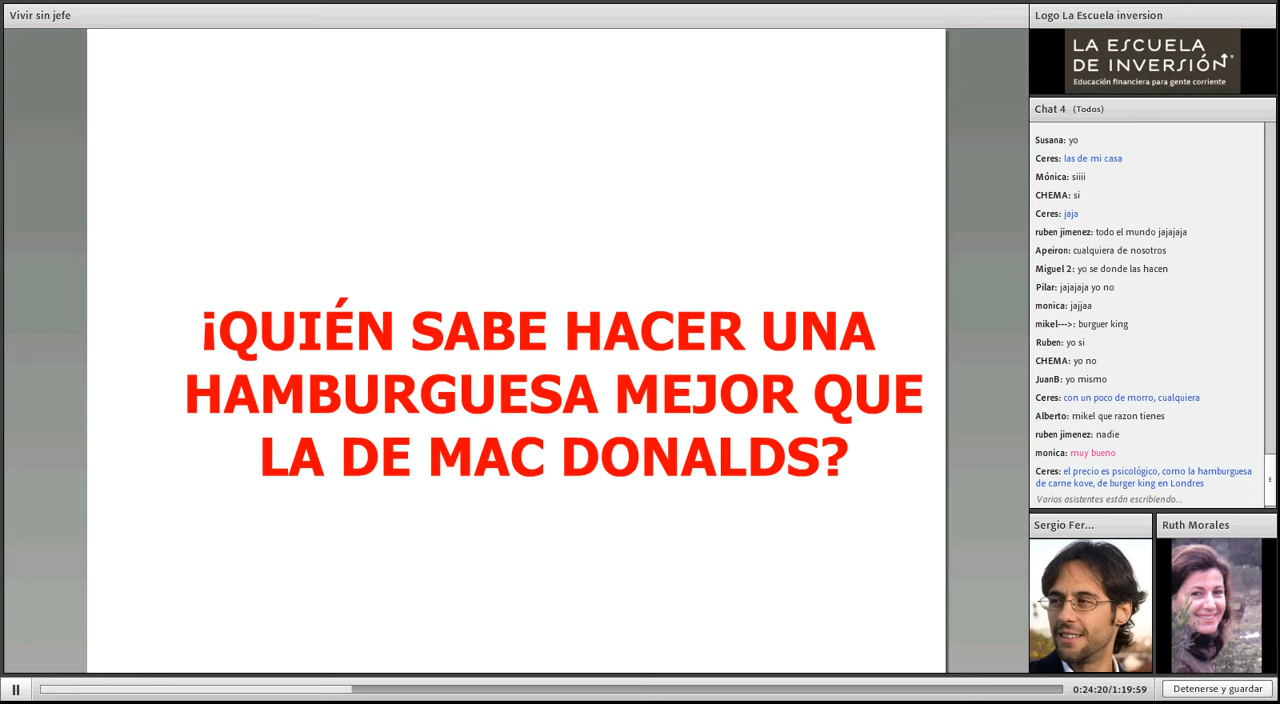 Vivir sin jefe
¡QUIÉN SABE HACER UNA
HAMBURGUESA MEJOR QUE
LA DE MAC DONALDS?
Logo La Escuela inversion
LA ESCUELA
DE INVERSIÓN
Educación financiera para gente corriente
Chat 4 (Todos)
Susana: yo
Ceres: las de mi casa
Mónica: siiii
CHEMA: si
Ceres: jaja
ruben jimenez: todo el mundo jajajaja
Apeiron: cualquiera de nosotros
Miguel 2: yo se donde las hacen
Pilar: jajajaja yo no
monica: jajjaa
mikel--->: burguer king
Ruben: yo si
CHEMA: yo no
JuanB: yo mismo
Ceres: con un poco de morro, cualquiera
Alberto: mikel que razon tienes
ruben jimenez: nadie
monica: muy bueno
Ceres: el precio es psicológico, como la hamburguesa
de carne kove, de burger king en Londres
Varios asistentes están escribiendo...
Sergio Fer...
Ruth Morales
0:24:20/1:19:59
Detenerse y guardar